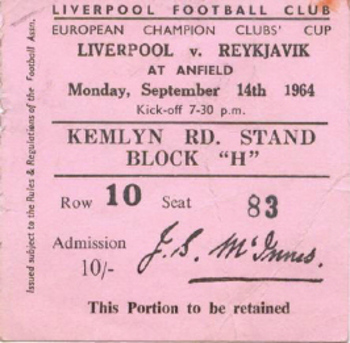 LIVERPOOL FOOTBALL CLUB
EUROPEAN CHAMPION CLUBS' CUP
LIVERPOOL v. REYKJAVIK
AT ANFIELD
Monday, September 14th 1964
Kick-off 7-30 p.m.
KEMLYN RD. STAND
BLOCK "H"
Row 10 Seat 83
Admission
10/-
J. S. McInnes.
This Portion to be retained
Issued subject to the Rules & Regulations of the Football Assn.